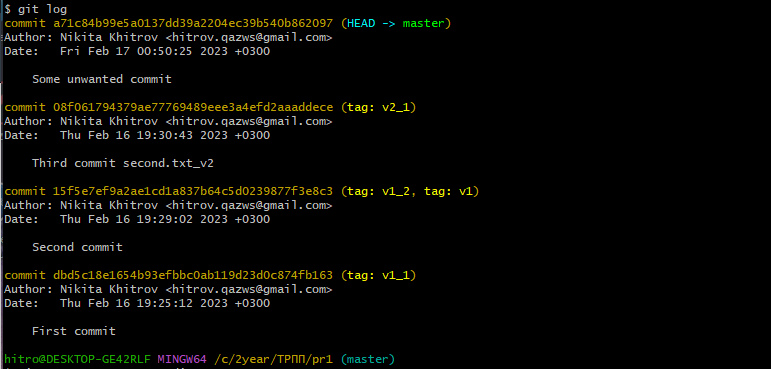 $ git log
commit a71c84b99e5a0137dd39a2204ec39b540b862097 (HEAD -> master)
Author: Nikita Khitrov <hitrov.qazws@gmail.com>
Date:   Fri Feb 17 00:50:25 2023 +0300
Some unwanted commit
commit 08f061794379ae77769489eee3a4efd2aaaddece (tag: v2_1)
Author: Nikita Khitrov <hitrov.qazws@gmail.com>
Date:   Thu Feb 16 19:30:43 2023 +0300
Third commit second.txt_v2
commit 15f5e7ef9a2ae1cd1a837b64c5d0239877f3e8c3 (tag: v1_2, tag: v1)
Author: Nikita Khitrov <hitrov.qazws@gmail.com>
Date:   Thu Feb 16 19:29:02 2023 +0300
Second commit
commit dbd5c18e1654b93efbbc0ab119d23d0c874fb163 (tag: v1_1)
Author: Nikita Khitrov <hitrov.qazws@gmail.com>
Date:   Thu Feb 16 19:25:12 2023 +0300
First commit
hitro@DESKTOP-GE42RLF MINGW64 /c/2year/ТРПП/pr1 (master)